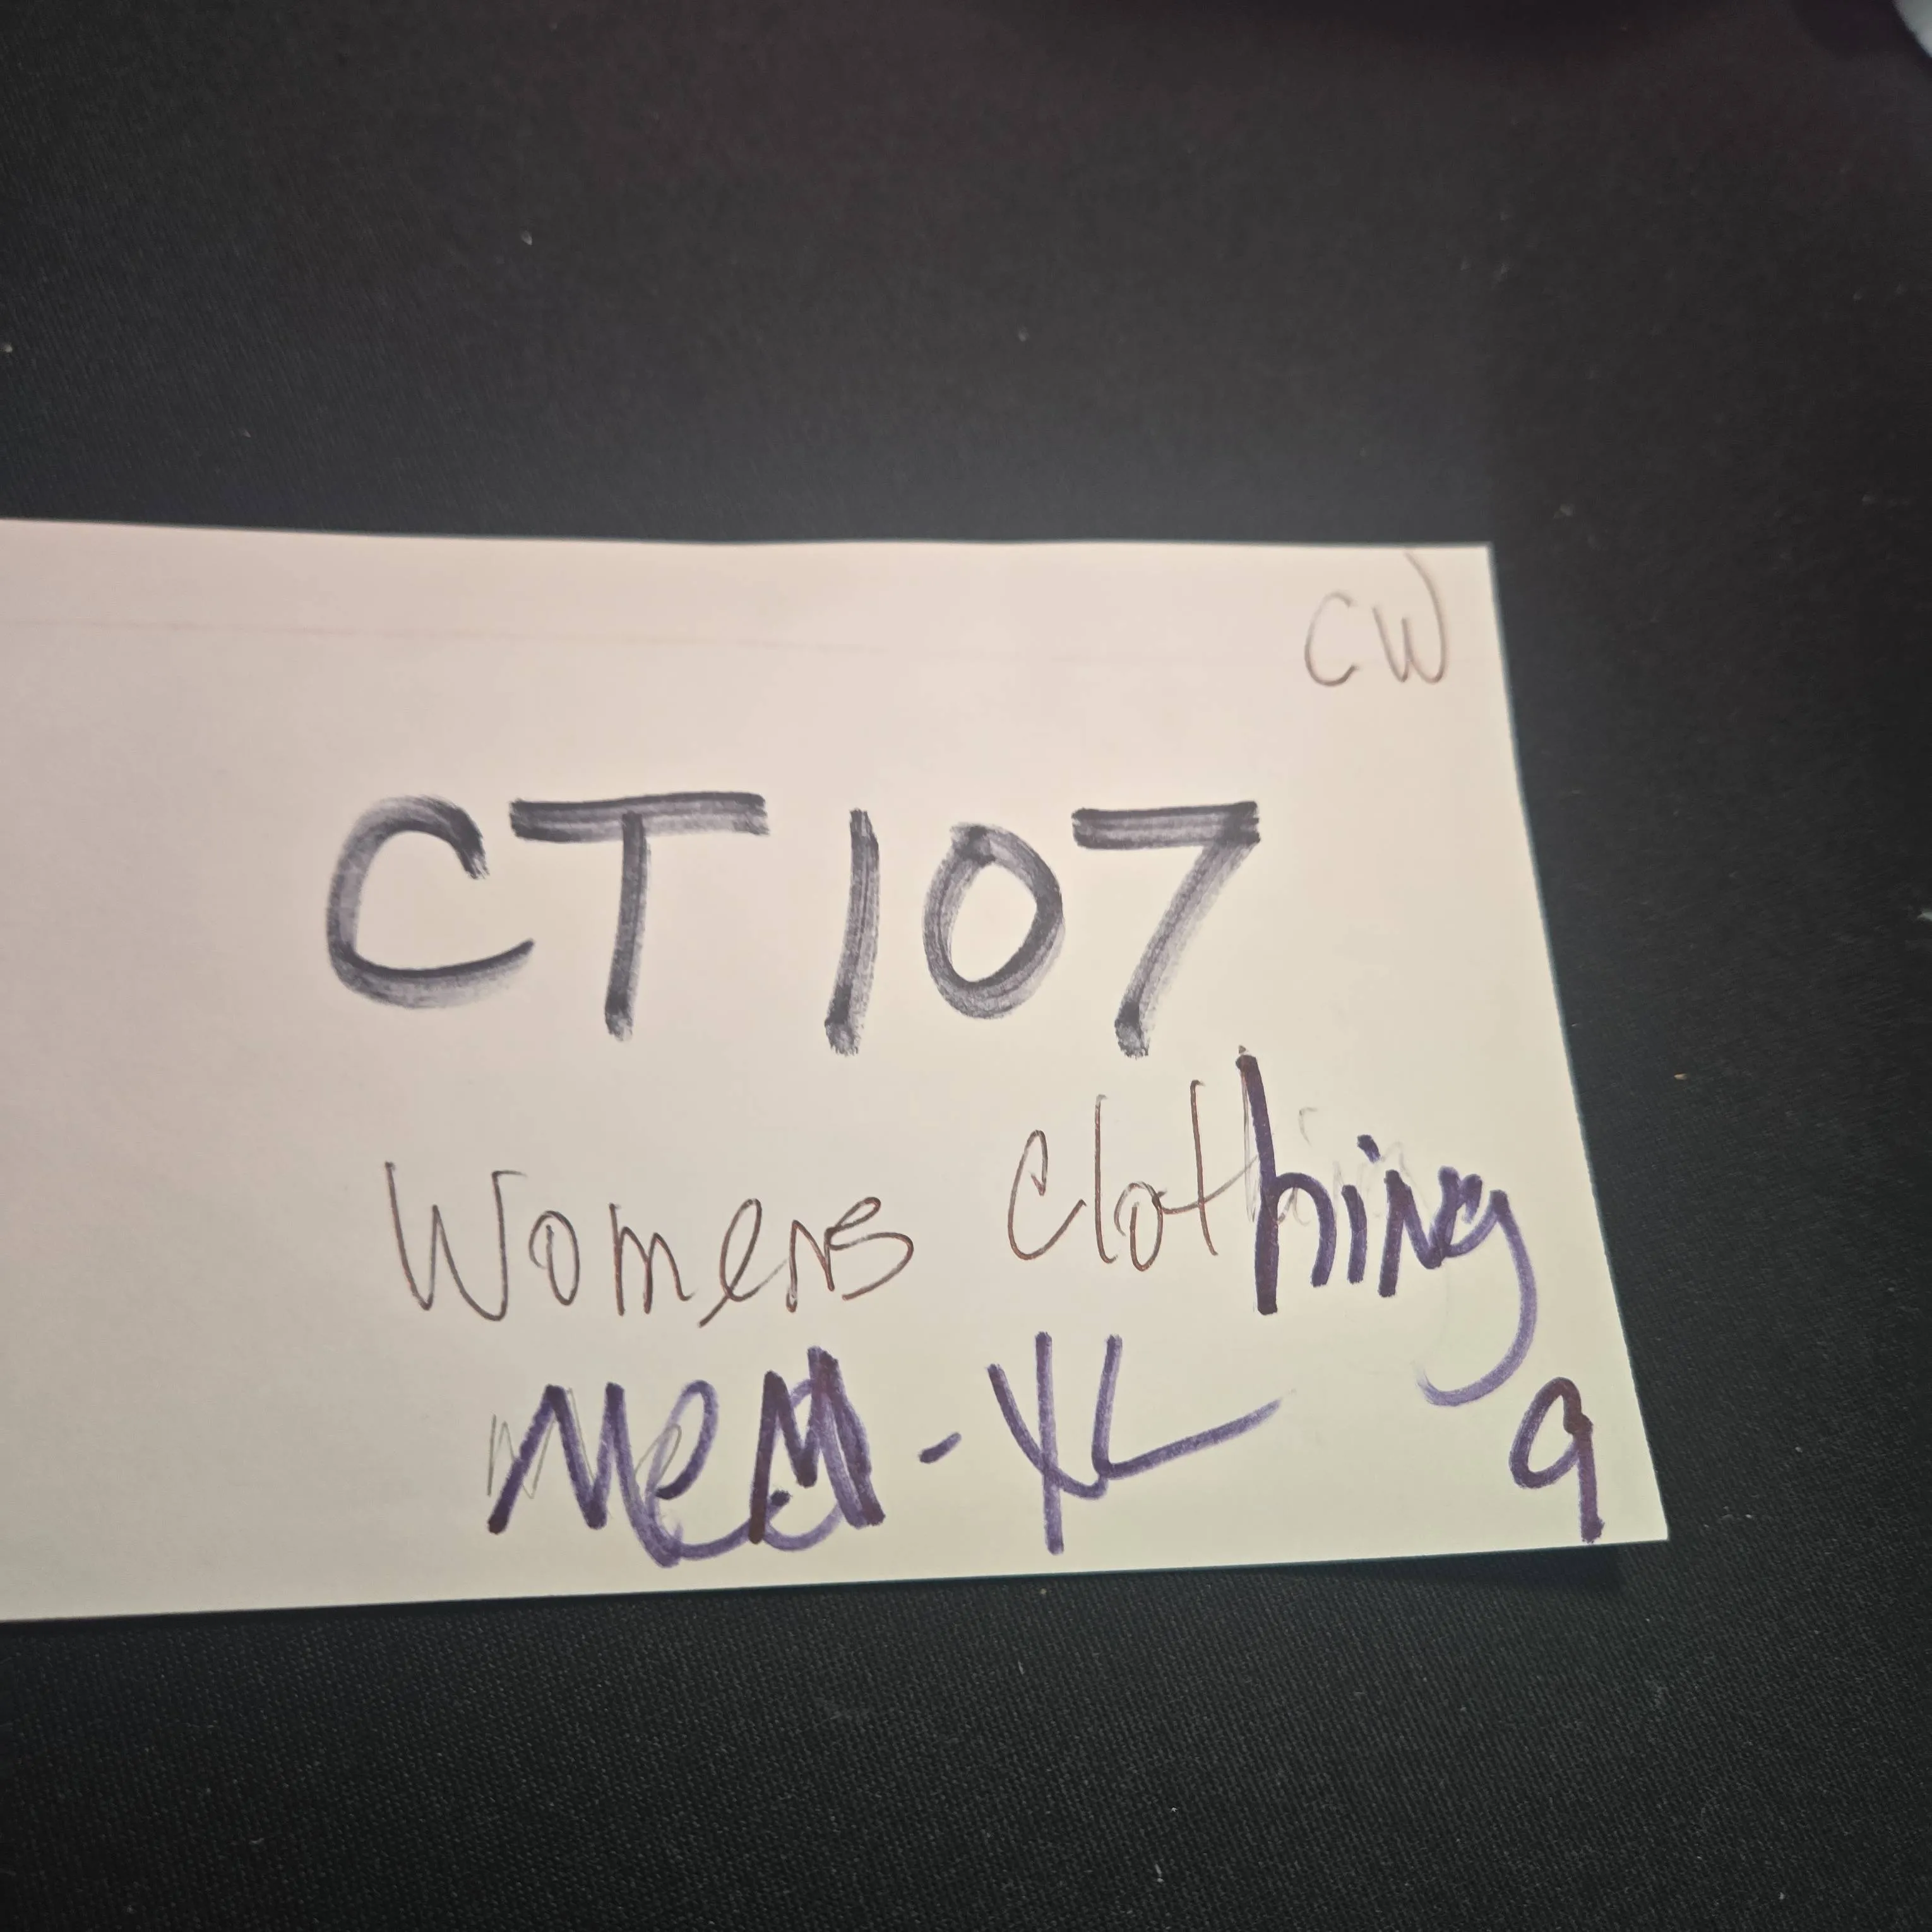 CW
CT107
Womens Clothing
Med - XL
9